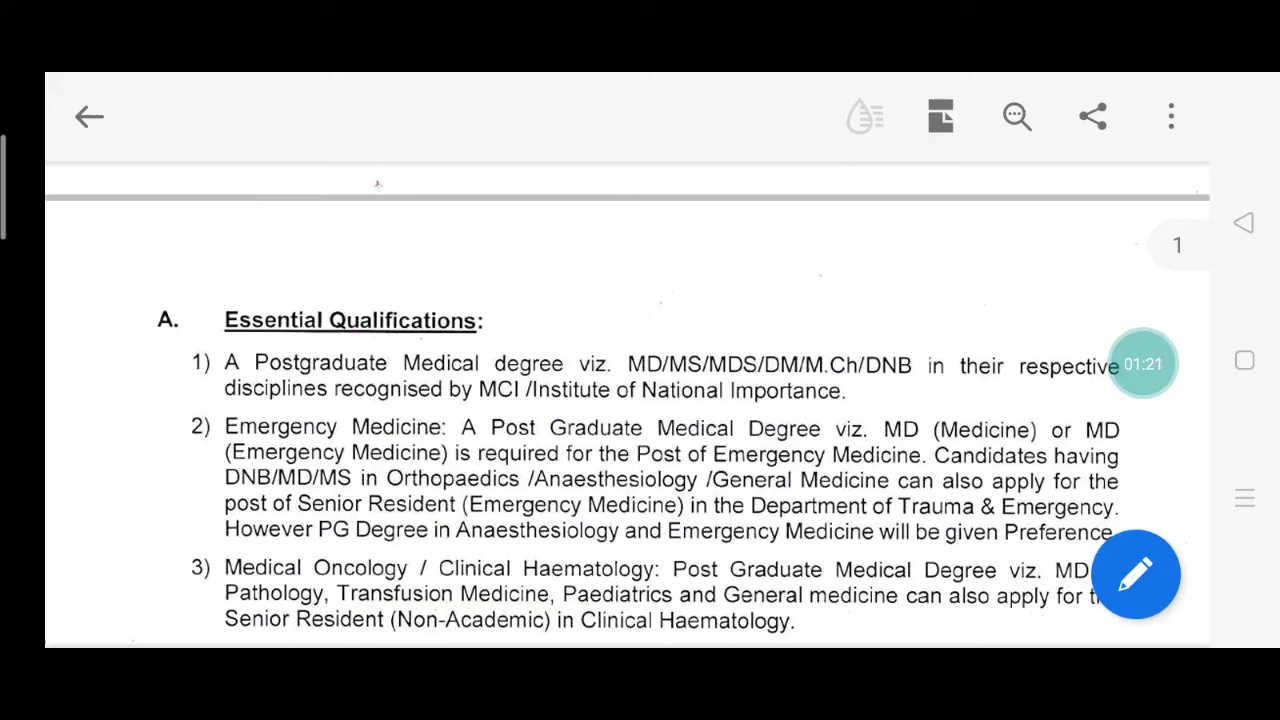 1
A. Essential Qualifications:
1) A Postgraduate Medical degree viz. MD/MS/MDS/DM/M.Ch/DNB in their respective
01:21
disciplines recognised by MCI /Institute of National Importance.
2) Emergency Medicine: A Post Graduate Medical Degree viz. MD (Medicine) or MD
(Emergency Medicine) is required for the Post of Emergency Medicine. Candidates having
DNB/MD/MS in Orthopaedics /Anaesthesiology /General Medicine can also apply for the
post of Senior Resident (Emergency Medicine) in the Department of Trauma & Emergency.
However PG Degree in Anaesthesiology and Emergency Medicine will be given Preference.
3) Medical Oncology / Clinical Haematology: Post Graduate Medical Degree viz. MD
Pathology, Transfusion Medicine, Paediatrics and General medicine can also apply for
Senior Resident (Non-Academic) in Clinical Haematology.